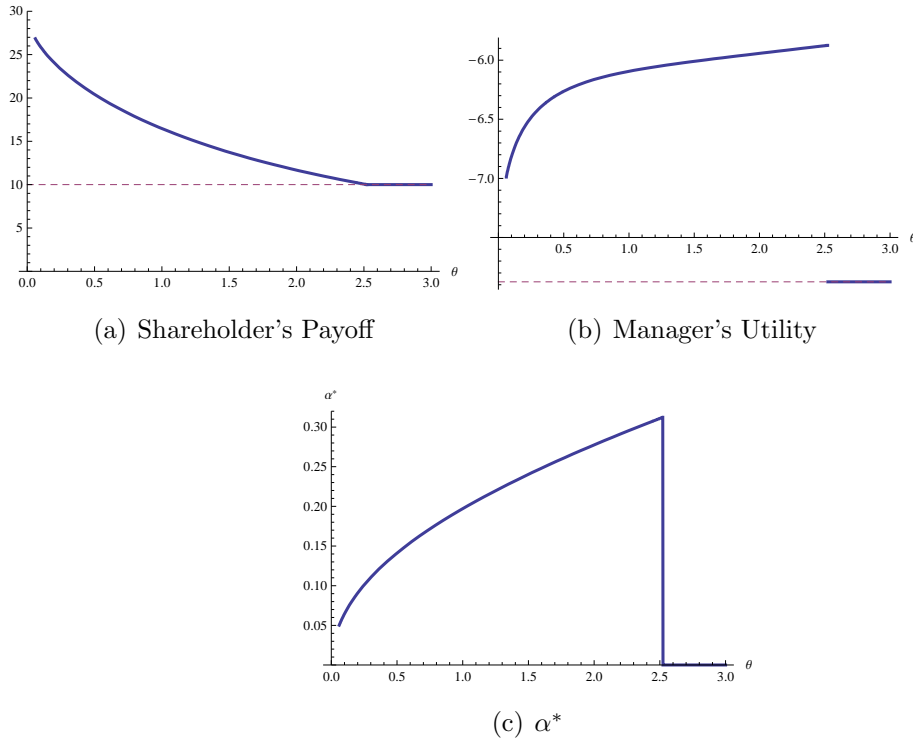 30
25
20
15
10
5
0.0 0.5 1.0 1.5 2.0 2.5 3.0 θ
(a) Shareholder's Payoff
−6.0
−6.5
−7.0
0.5 1.0 1.5 2.0 2.5 3.0 θ
(b) Manager's Utility
α*
0.30
0.25
0.20
0.15
0.10
0.05
0.0 0.5 1.0 1.5 2.0 2.5 3.0 θ
(c) α*